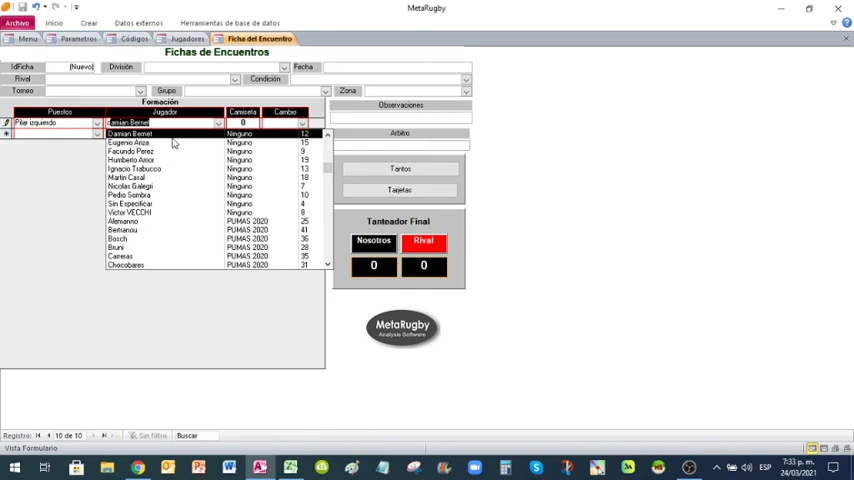 MetaRugby
Archivo Inicio Crear Datos externos Herramientas de base de datos
Menu Parametros Códigos Jugadores Ficha del Encuentro
Fichas de Encuentros
IdFicha (Nuevo) División Fecha
Rival Condición
Torneo Grupo Zona
Formación
Puestos Jugador Camiseta Cambio
Pilar izquierdo damian Bernet 0
Damian Bernet Ninguno 12
Eugenio Ariza Ninguno 15
Facundo Perez Ninguno 9
Humberto Amor Ninguno 19
Ignacio Trabucco Ninguno 13
Martin Casal Ninguno 18
Nicolas Galegri Ninguno 7
Pedro Sombra Ninguno 10
Sin Especificar Ninguno 4
Victor VECCHI Ninguno 8
Alemanno PUMAS 2020 25
Bertranou PUMAS 2020 41
Bosch PUMAS 2020 36
Bruni PUMAS 2020 28
Carreras PUMAS 2020 35
Chocobares PUMAS 2020 31
Observaciones
Arbitro
Tantos
Tarjetas
Tanteador Final
Nosotros Rival
0 0
MetaRugby
Analysis Software
Registro: 10 de 10 Sin filtro Buscar
Vista Formulario
ESP
7:33 p. m.
24/03/2021